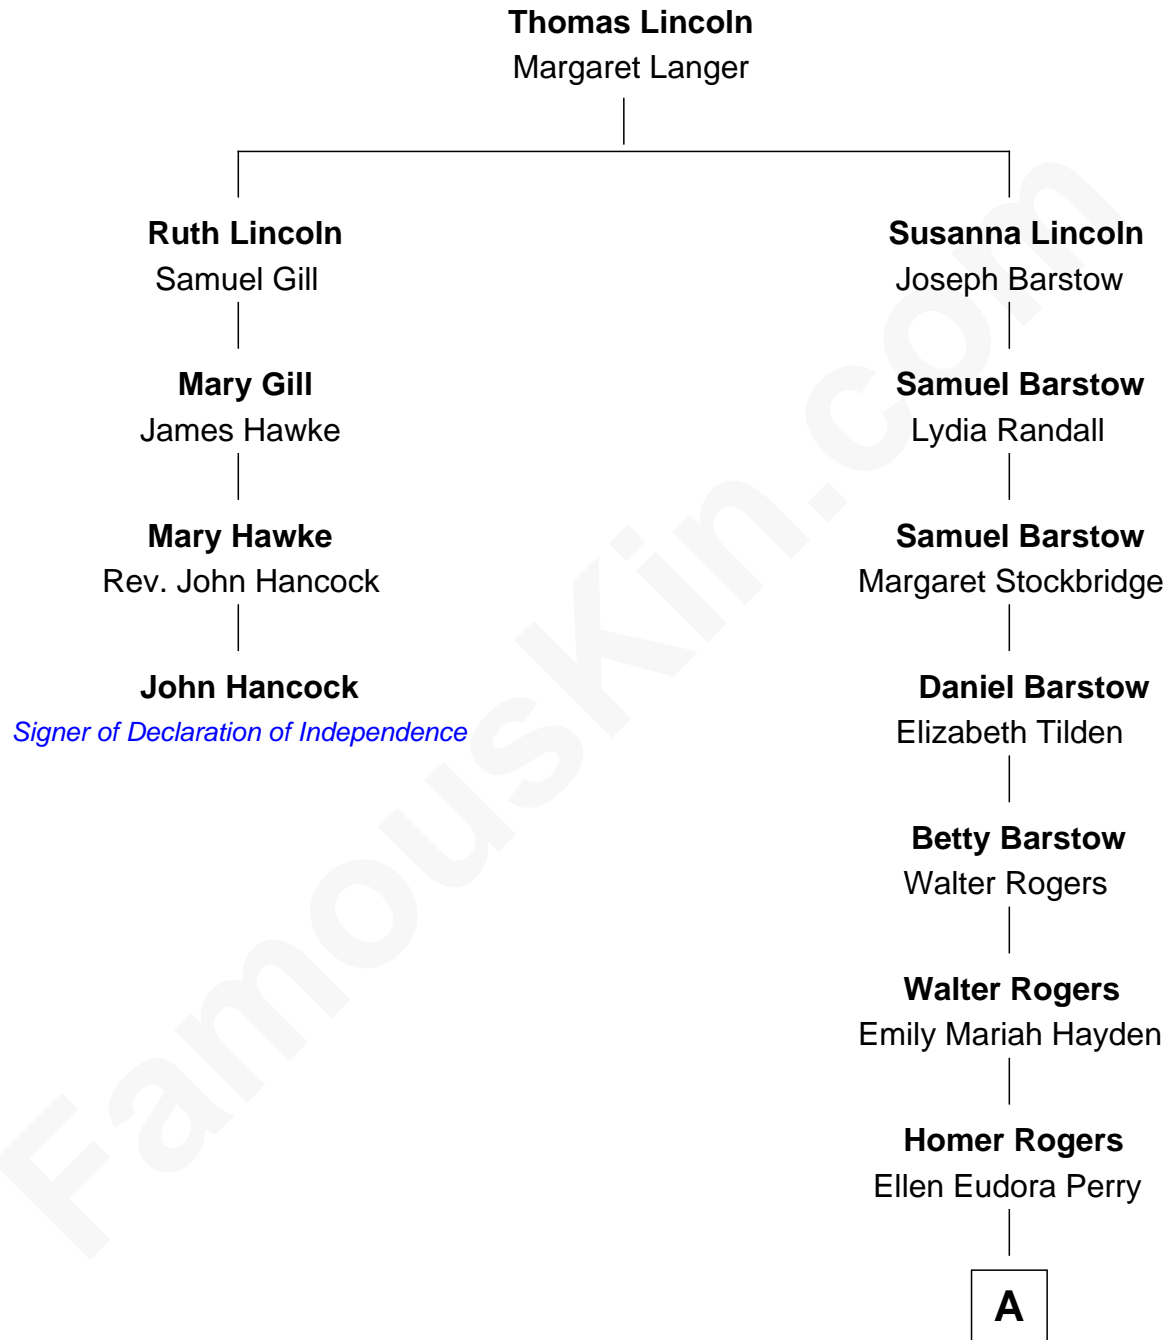 Thomas Lincoln
Margaret Langer
Ruth Lincoln
Samuel Gill
Susanna Lincoln
Joseph Barstow
Mary Gill
James Hawke
Samuel Barstow
Lydia Randall
Mary Hawke
Rev. John Hancock
Samuel Barstow
Margaret Stockbridge
John Hancock
Signer of Declaration of Independence
Daniel Barstow
Elizabeth Tilden
Betty Barstow
Walter Rogers
Walter Rogers
Emily Mariah Hayden
Homer Rogers
Ellen Eudora Perry
A
FamousKin.com